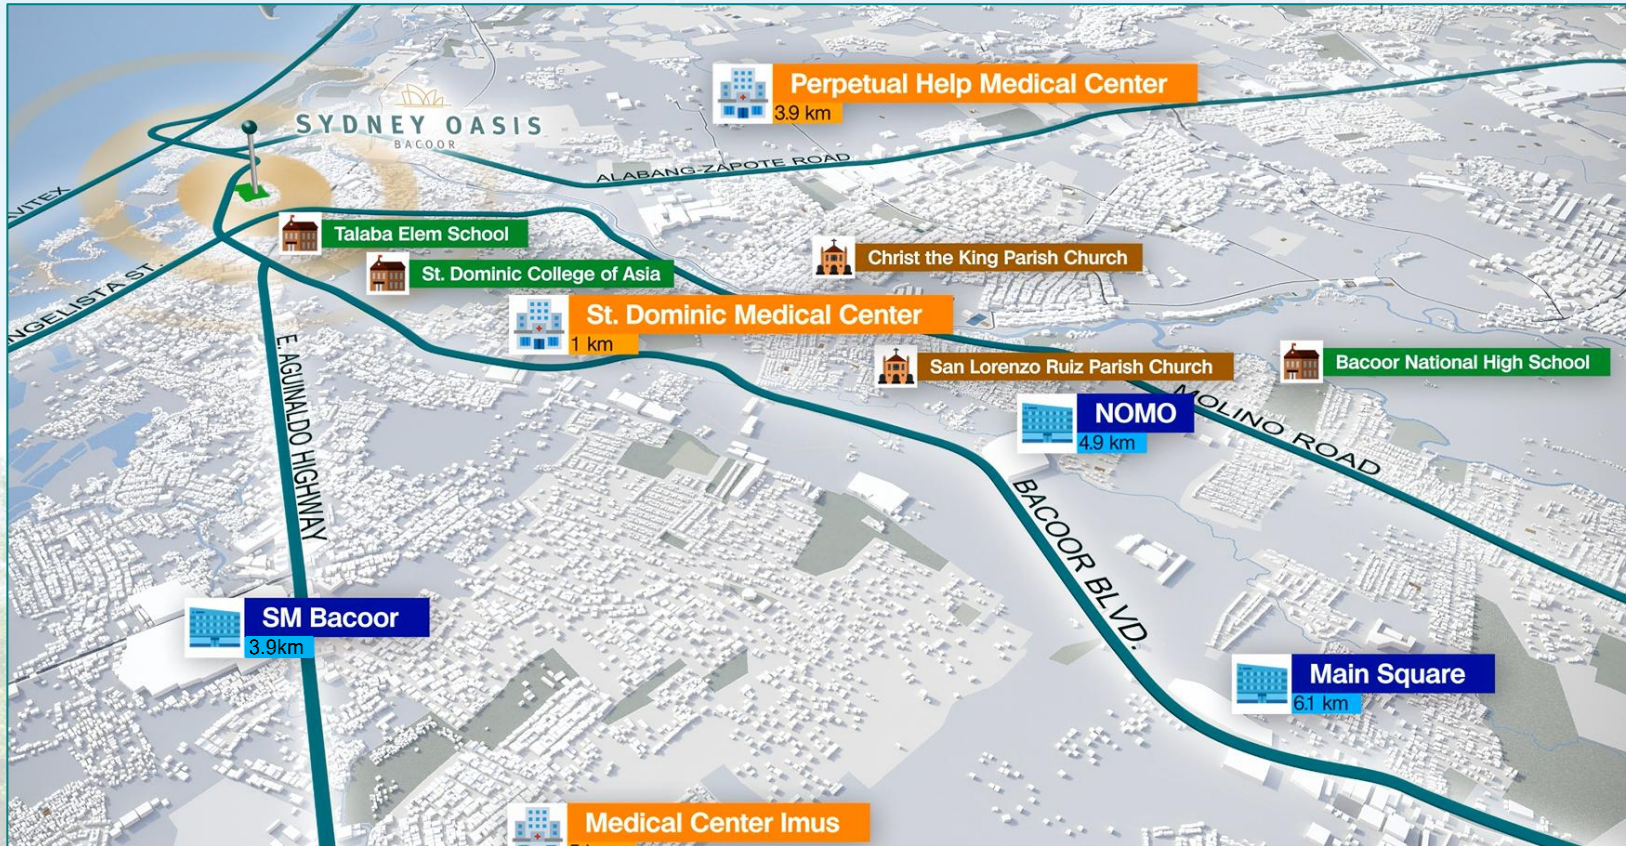 Perpetual Help Medical Center
3.9 km
SYDNEY OASIS
BACOOR
ALABANG-ZAPOTE ROAD
AVITEX
Talaba Elem School
Christ the King Parish Church
St. Dominic College of Asia
NGELISTA ST.
St. Dominic Medical Center
1 km
E. AGUINALDO HIGHWAY
San Lorenzo Ruiz Parish Church
Bacoor National High School
NOMO
4.9 km
MOLINO ROAD
BACOOR BLVD.
SM Bacoor
3.9km
Main Square
6.1 km
Medical Center Imus